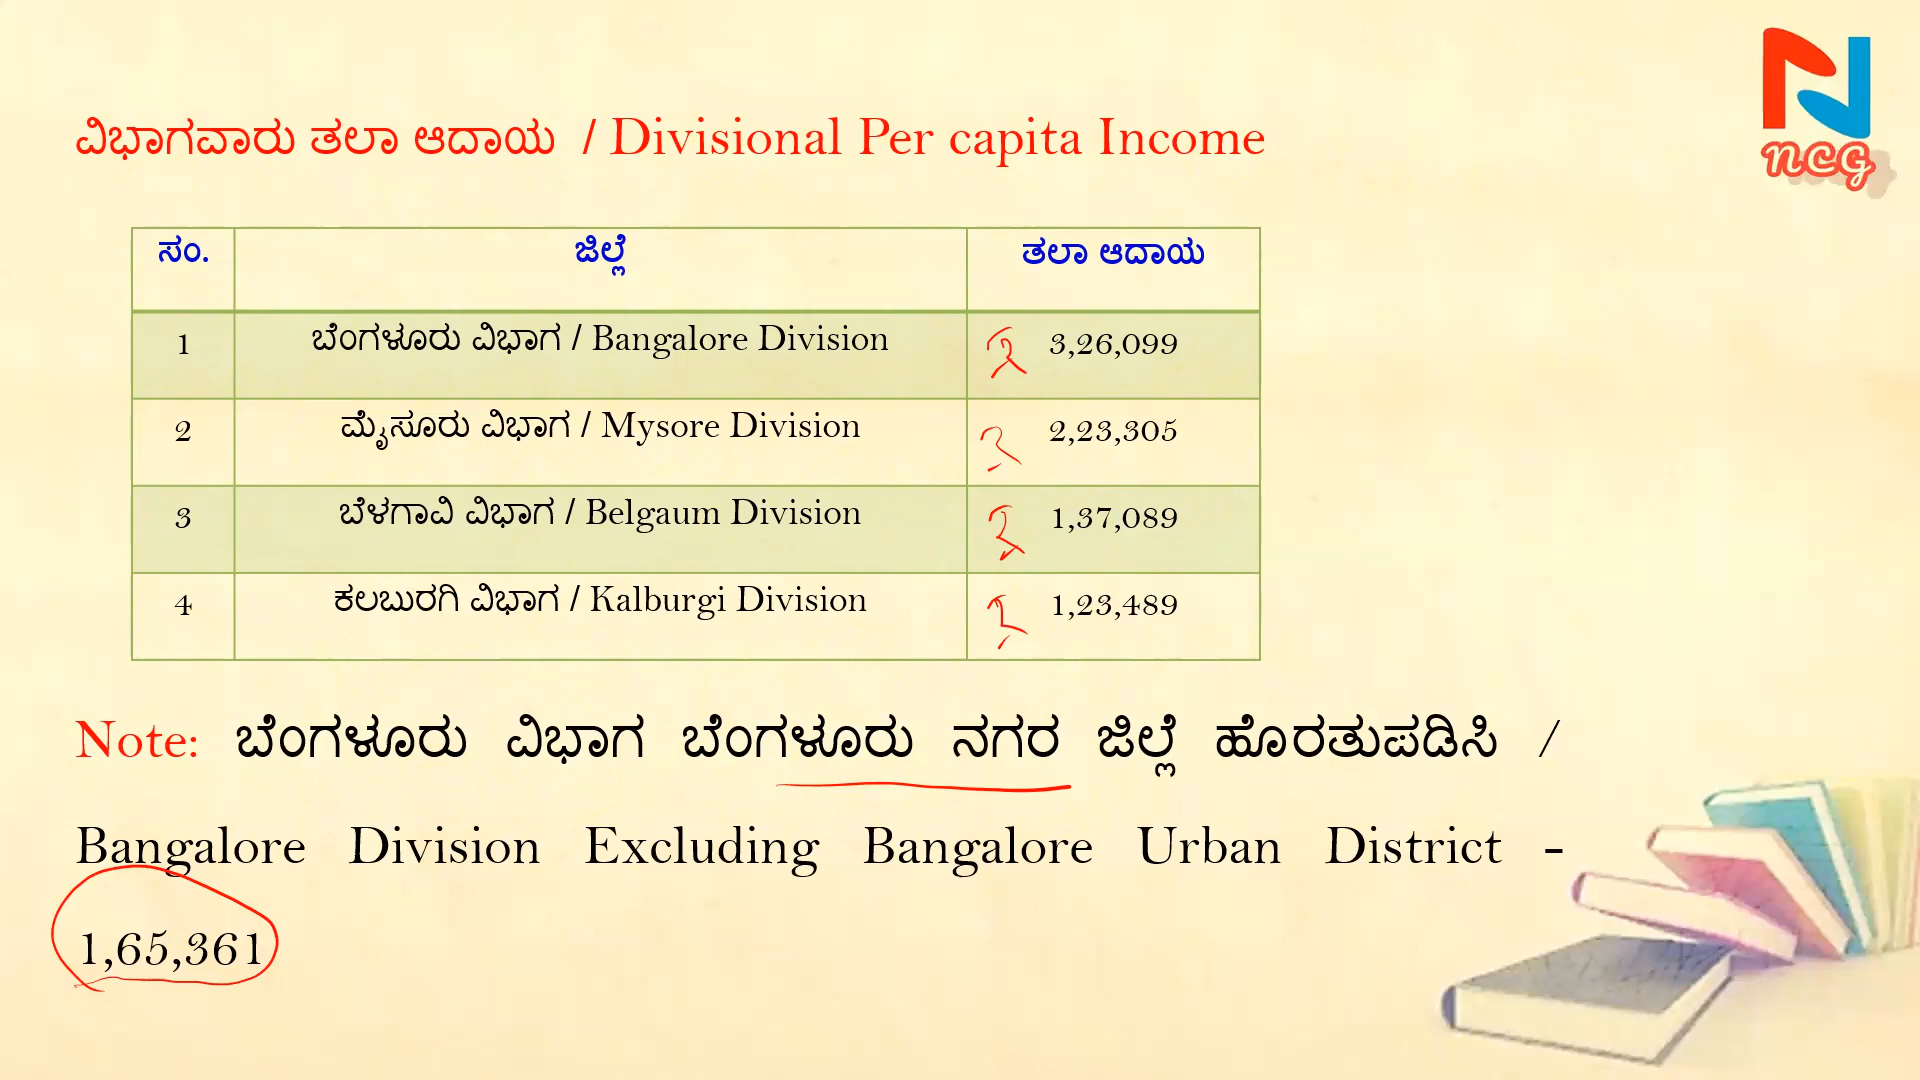 ವಿಭಾಗವಾರು ತಲಾ ಆದಾಯ / Divisional Per capita Income
ಸಂ. ಜಿಲ್ಲೆ ತಲಾ ಆದಾಯ
1 ಬೆಂಗಳೂರು ವಿಭಾಗ / Bangalore Division 3,26,099
2 ಮೈಸೂರು ವಿಭಾಗ / Mysore Division 2,23,305
3 ಬೆಳಗಾವಿ ವಿಭಾಗ / Belgaum Division 1,37,089
4 ಕಲಬುರಗಿ ವಿಭಾಗ / Kalburgi Division 1,23,489
Note: ಬೆಂಗಳೂರು ವಿಭಾಗ ಬೆಂಗಳೂರು ನಗರ ಜಿಲ್ಲೆ ಹೊರತುಪಡಿಸಿ /
Bangalore Division Excluding Bangalore Urban District -
1,65,361
ncg